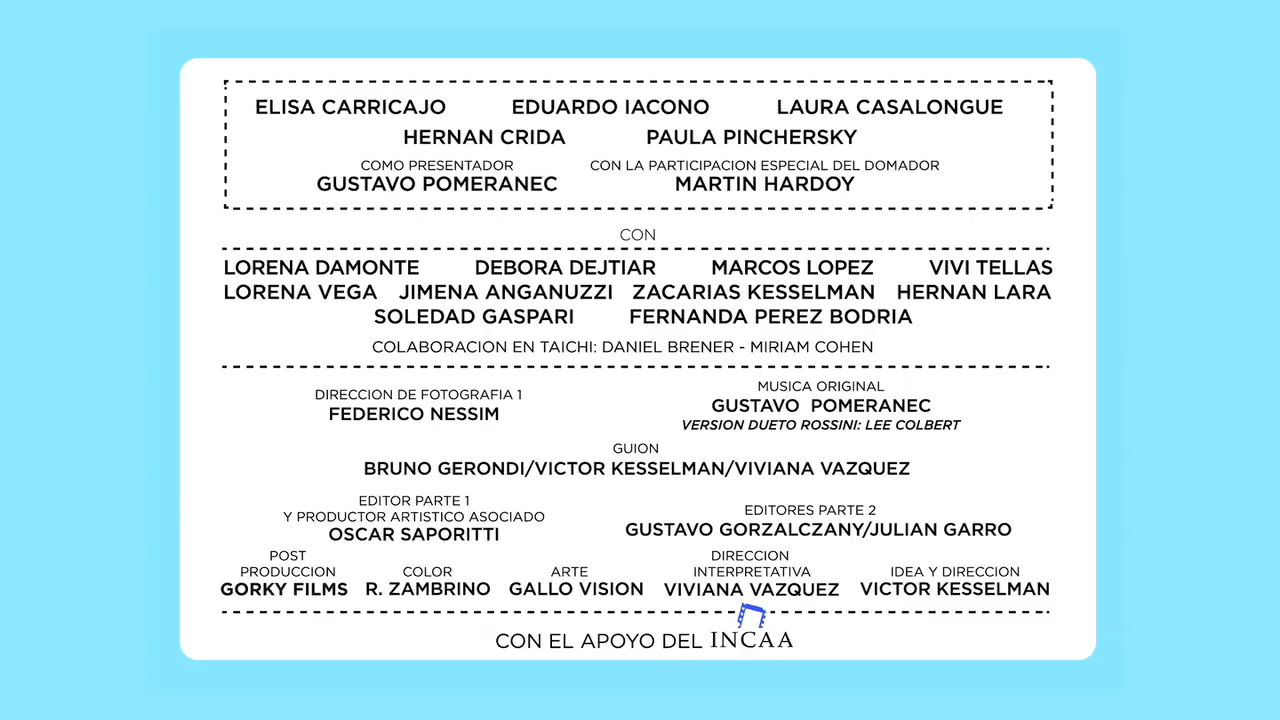 ELISA CARRICAJO EDUARDO IACONO LAURA CASALONGUE
HERNAN CRIDA PAULA PINCHERSKY
COMO PRESENTADOR CON LA PARTICIPACION ESPECIAL DEL DOMADOR
GUSTAVO POMERANEC MARTIN HARDOY
CON
LORENA DAMONTE DEBORA DEJTIAR MARCOS LOPEZ VIVI TELLAS
LORENA VEGA JIMENA ANGANUZZI ZACARIAS KESSELMAN HERNAN LARA
SOLEDAD GASPARI FERNANDA PEREZ BODRIA
COLABORACION EN TAICHI: DANIEL BRENER - MIRIAM COHEN
DIRECCION DE FOTOGRAFIA 1
FEDERICO NESSIM
MUSICA ORIGINAL
GUSTAVO POMERANEC
VERSION DUETO ROSSINI: LEE COLBERT
GUION
BRUNO GERONDI/VICTOR KESSELMAN/VIVIANA VAZQUEZ
EDITOR PARTE 1
Y PRODUCTOR ARTISTICO ASOCIADO
OSCAR SAPORITTI
EDITORES PARTE 2
GUSTAVO GORZALCZANY/JULIAN GARRO
POST
PRODUCCION
GORKY FILMS
COLOR
R. ZAMBRINO
ARTE
GALLO VISION
DIRECCION
INTERPRETATIVA
VIVIANA VAZQUEZ
IDEA Y DIRECCION
VICTOR KESSELMAN
CON EL APOYO DEL INCAA